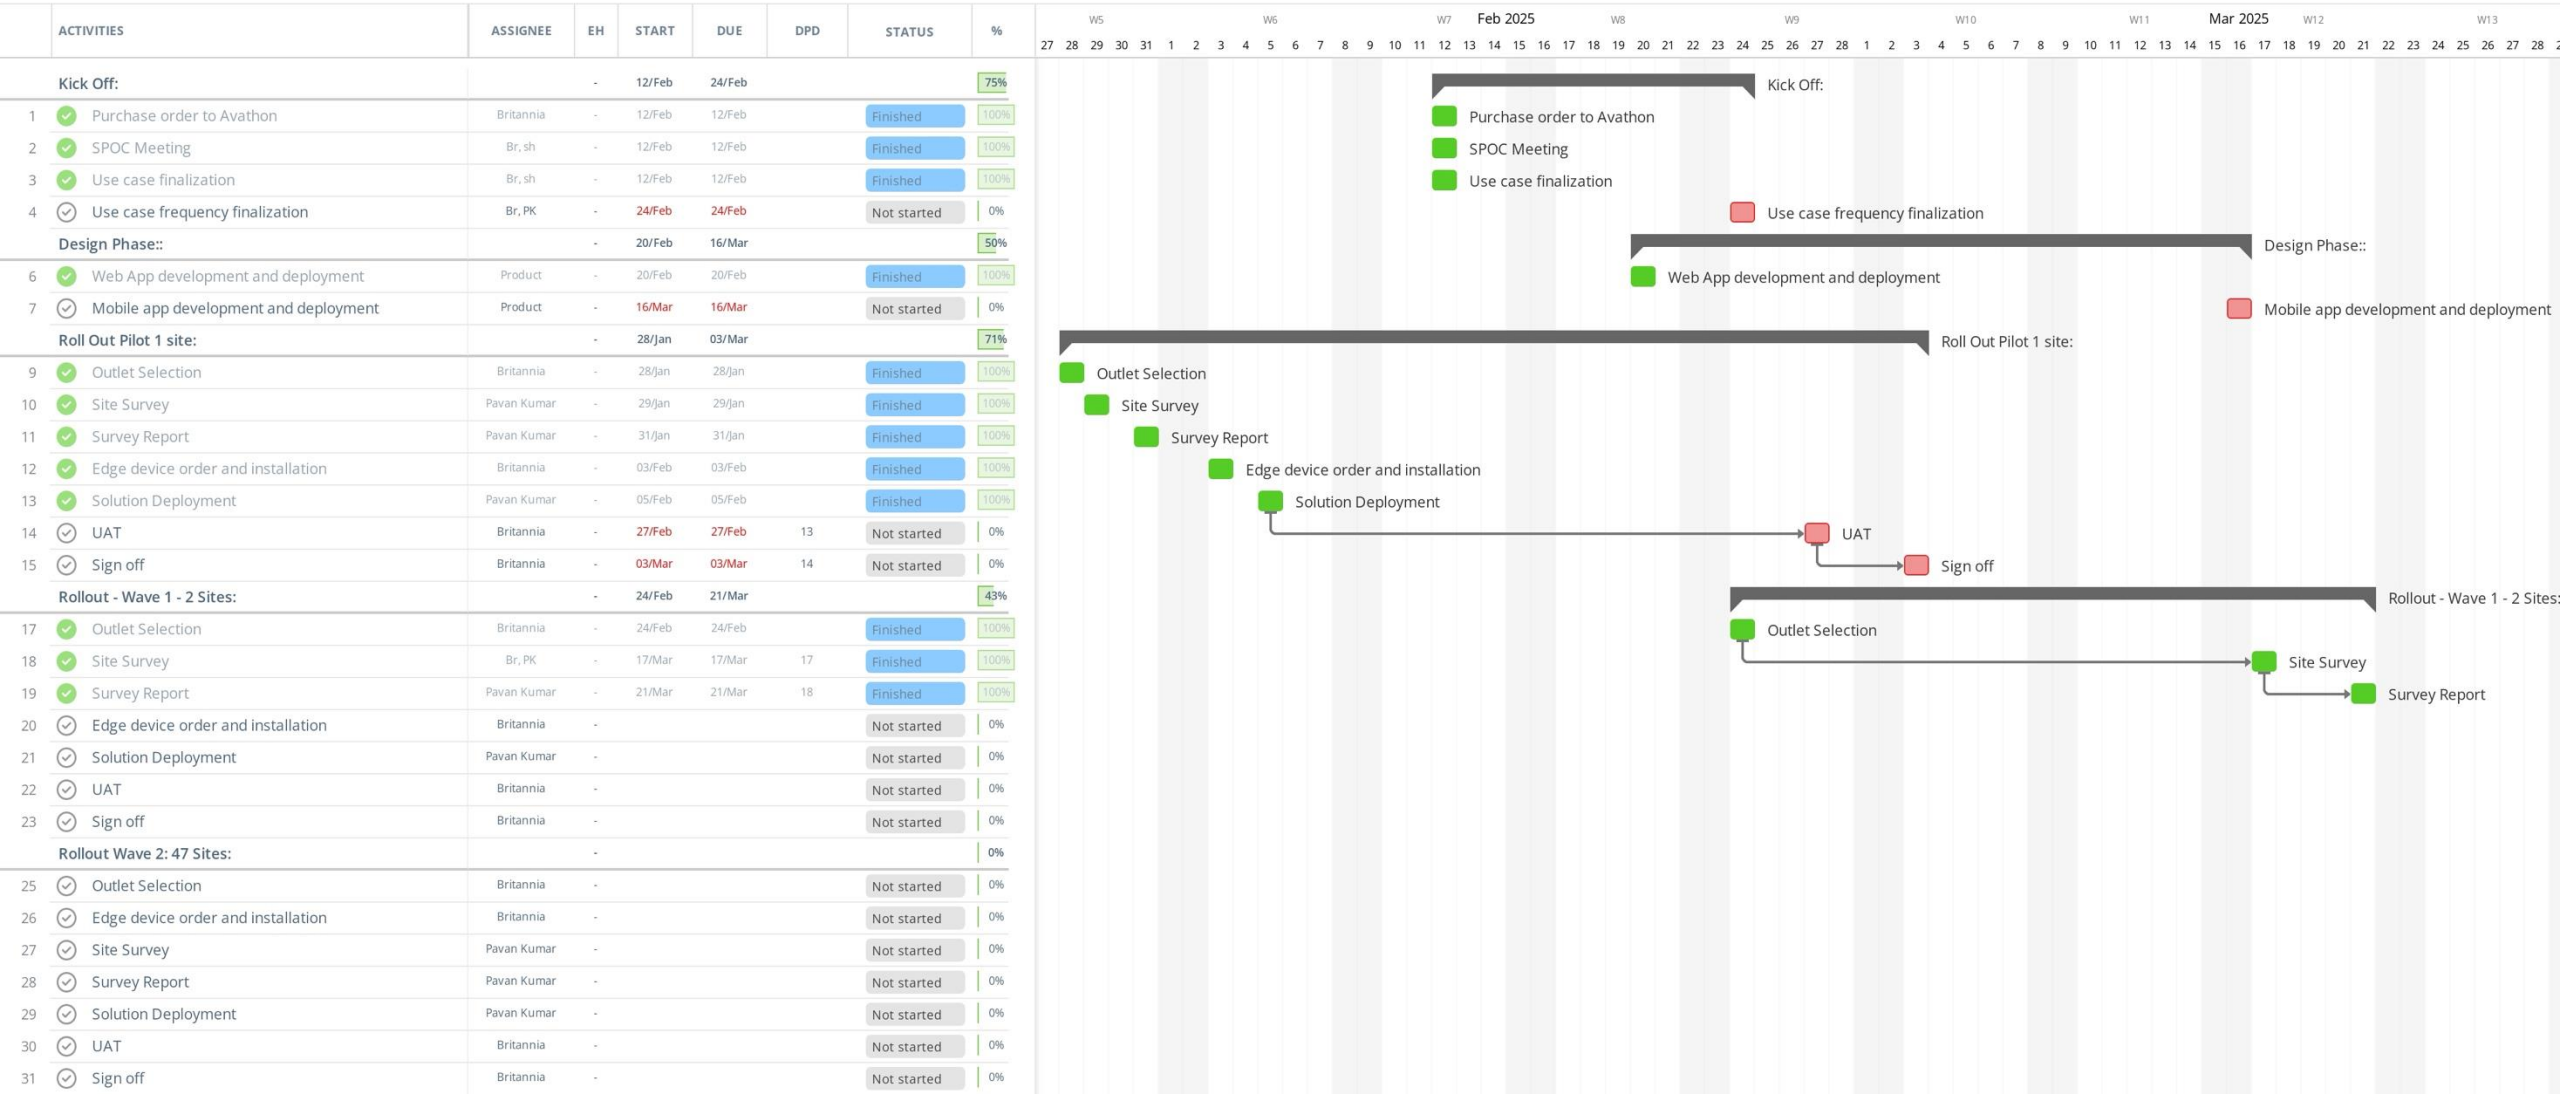 W5 W6 W7 Feb 2025 W8 W9 W10 W11 Mar 2025 W12 W13
ACTIVITIES ASSIGNEE EH START DUE DPD STATUS %
27 28 29 30 31 1 2 3 4 5 6 7 8 9 10 11 12 13 14 15 16 17 18 19 20 21 22 23 24 25 26 27 28 1 2 3 4 5 6 7 8 9 10 11 12 13 14 15 16 17 18 19 20 21 22 23 24 25 26 27 28
Kick Off: - 12/Feb 24/Feb 75% Kick Off:
1 Purchase order to Avathon Britannia - 12/Feb 12/Feb Finished 100% Purchase order to Avathon
2 SPOC Meeting Br, sh - 12/Feb 12/Feb Finished 100% SPOC Meeting
3 Use case finalization Br, sh - 12/Feb 12/Feb Finished 100% Use case finalization
4 Use case frequency finalization Br, PK - 24/Feb 24/Feb Not started 0% Use case frequency finalization
Design Phase:: - 20/Feb 16/Mar 50% Design Phase::
6 Web App development and deployment Product - 20/Feb 20/Feb Finished 100% Web App development and deployment
7 Mobile app development and deployment Product - 16/Mar 16/Mar Not started 0% Mobile app development and deployment
Roll Out Pilot 1 site: - 28/Jan 03/Mar 71% Roll Out Pilot 1 site:
9 Outlet Selection Britannia - 28/Jan 28/Jan Finished 100% Outlet Selection
10 Site Survey Pavan Kumar - 29/Jan 29/Jan Finished 100% Site Survey
11 Survey Report Pavan Kumar - 31/Jan 31/Jan Finished 100% Survey Report
12 Edge device order and installation Britannia - 03/Feb 03/Feb Finished 100% Edge device order and installation
13 Solution Deployment Pavan Kumar - 05/Feb 05/Feb Finished 100% Solution Deployment
14 UAT Britannia - 27/Feb 27/Feb 13 Not started 0% UAT
15 Sign off Britannia - 03/Mar 03/Mar 14 Not started 0% Sign off
Rollout - Wave 1 - 2 Sites: - 24/Feb 21/Mar 43% Rollout - Wave 1 - 2 Sites:
17 Outlet Selection Britannia - 24/Feb 24/Feb Finished 100% Outlet Selection
18 Site Survey Br, PK - 17/Mar 17/Mar 17 Finished 100% Site Survey
19 Survey Report Pavan Kumar - 21/Mar 21/Mar 18 Finished 100% Survey Report
20 Edge device order and installation Britannia - Not started 0%
21 Solution Deployment Pavan Kumar - Not started 0%
22 UAT Britannia - Not started 0%
23 Sign off Britannia - Not started 0%
Rollout Wave 2: 47 Sites: - 0%
25 Outlet Selection Britannia - Not started 0%
26 Edge device order and installation Britannia - Not started 0%
27 Site Survey Pavan Kumar - Not started 0%
28 Survey Report Pavan Kumar - Not started 0%
29 Solution Deployment Pavan Kumar - Not started 0%
30 UAT Britannia - Not started 0%
31 Sign off Britannia - Not started 0%